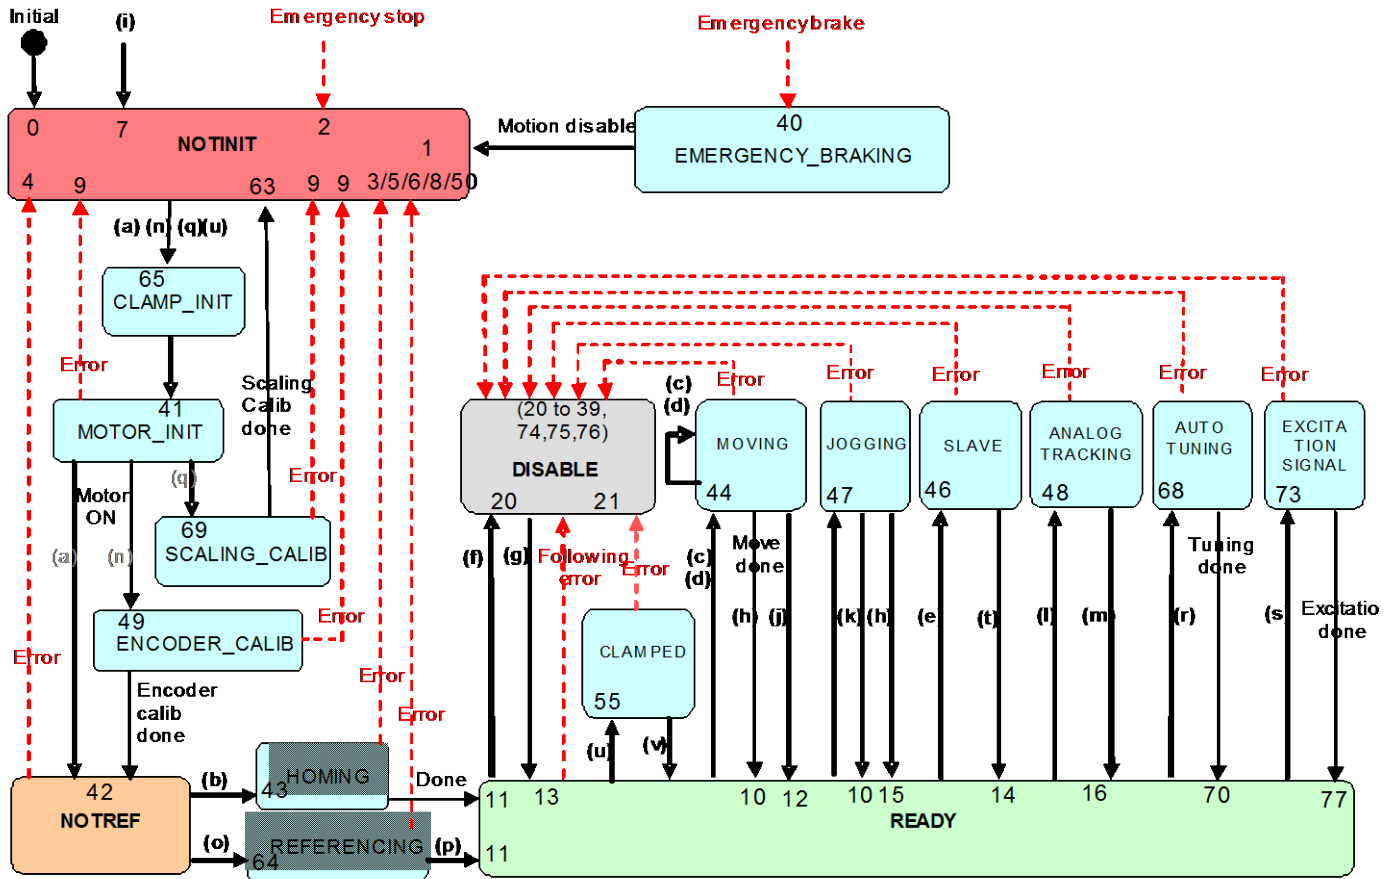 Initial
(i)
Emergency stop
Emergency brake
0
7
2
NOTINIT
1
4
9
63
9
9
3/5/6/8/50
Motion disable
40
EMERGENCY_BRAKING
(a) (n) (q)(u)
65
CLAMP_INIT
Error
41
MOTOR_INIT
Scaling
Calib
done
(q)
Motor
ON
(a)
(n)
Error
69
SCALING_CALIB
49
ENCODER_CALIB
Error
Error
Encoder
calib
done
Error
Error
42
NOTREF
(b)
(o)
43
HOMING
Done
64
REFERENCING
(p)
(20 to 39,
74,75,76)
DISABLE
20
21
(f)
(g)
Following
error
Error
CLAMPED
55
(u)
(v)
(c)
(d)
Error
MOVING
44
(c)
(d)
Move
done
(h)
(j)
Error
JOGGING
47
(k)
(h)
Error
SLAVE
46
(e)
(t)
Error
ANALOG
TRACKING
48
(l)
(m)
Error
AUTO
TUNING
68
Tuning
done
(r)
Error
EXCITA
TION
SIGNAL
73
(s)
Excitatio
done
11
13
10
12
10
15
14
16
70
77
READY
11